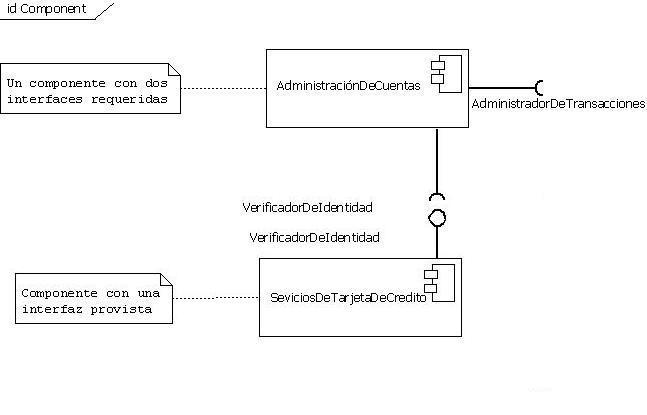 id Component
Un componente con dos
interfaces requeridas
AdministraciónDeCuentas
AdministradorDeTransacciones
VerificadorDeIdentidad
VerificadorDeIdentidad
Componente con una
interfaz provista
SeviciosDeTarjetaDeCredito